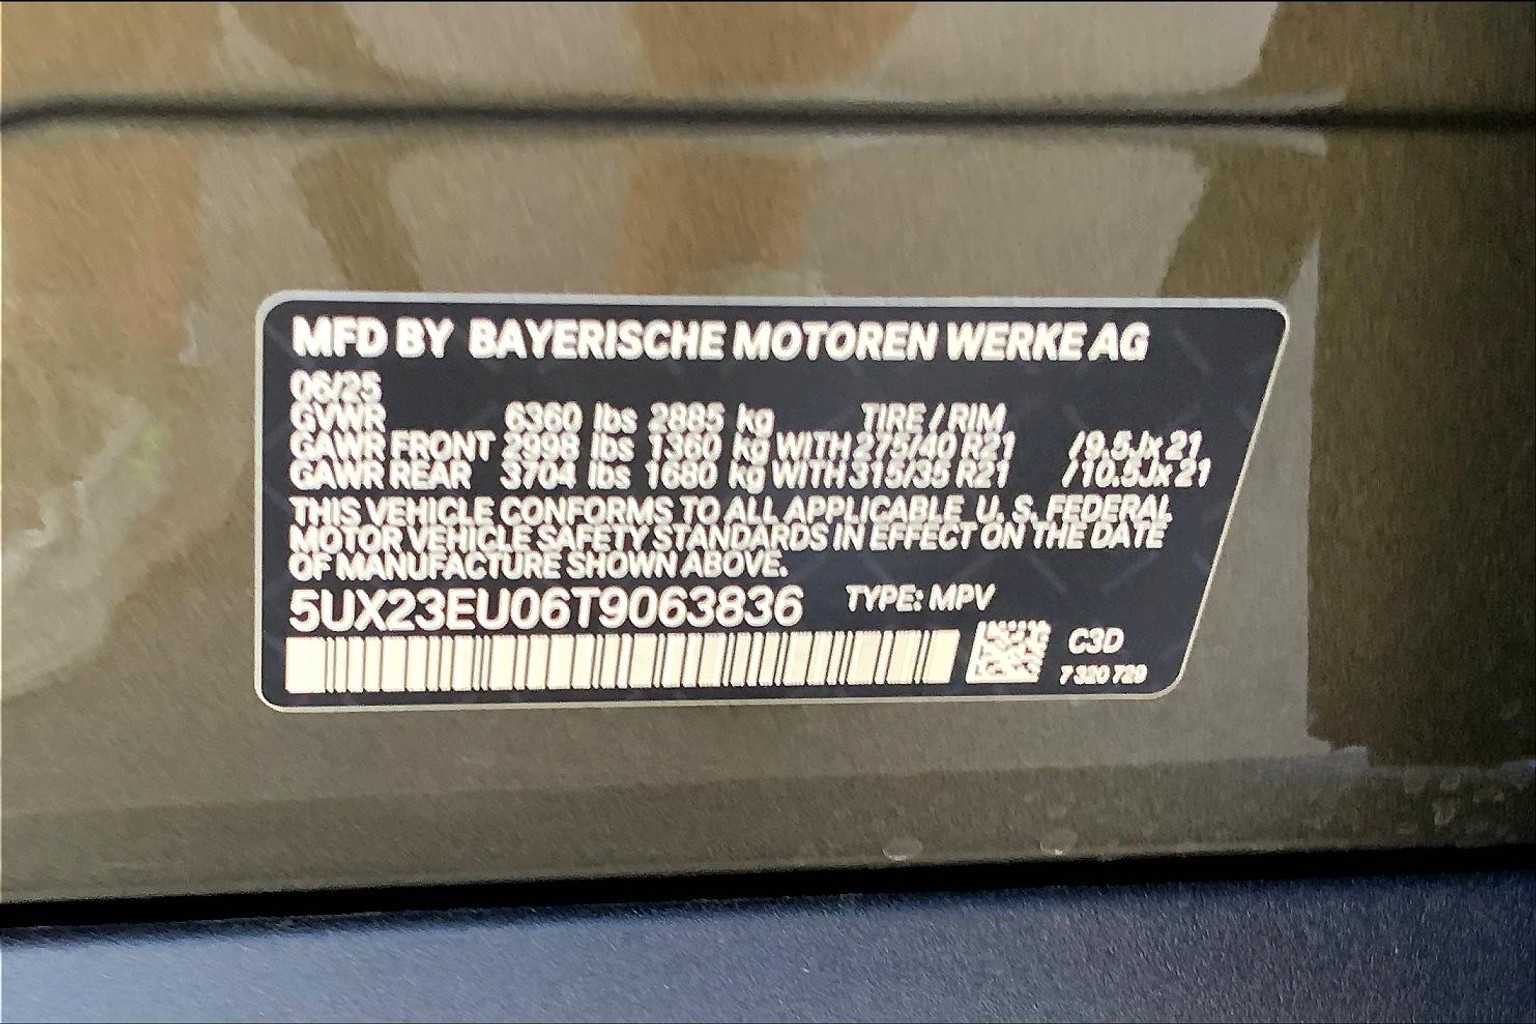 MFD BY BAYERISCHE MOTOREN WERKE AG
06/25
GVWR 6360 lbs 2885 kg TIRE / RIM
GAWR FRONT 2998 lbs 1360 kg WITH 275/40 R21 /9.5Jx21
GAWR REAR 3704 lbs 1680 kg WITH 315/35 R21 /10.5Jx21
THIS VEHICLE CONFORMS TO ALL APPLICABLE U. S. FEDERAL
MOTOR VEHICLE SAFETY STANDARDS IN EFFECT ON THE DATE
OF MANUFACTURE SHOWN ABOVE.
5UX23EU06T9063836 TYPE: MPV
C3D
7 320 729